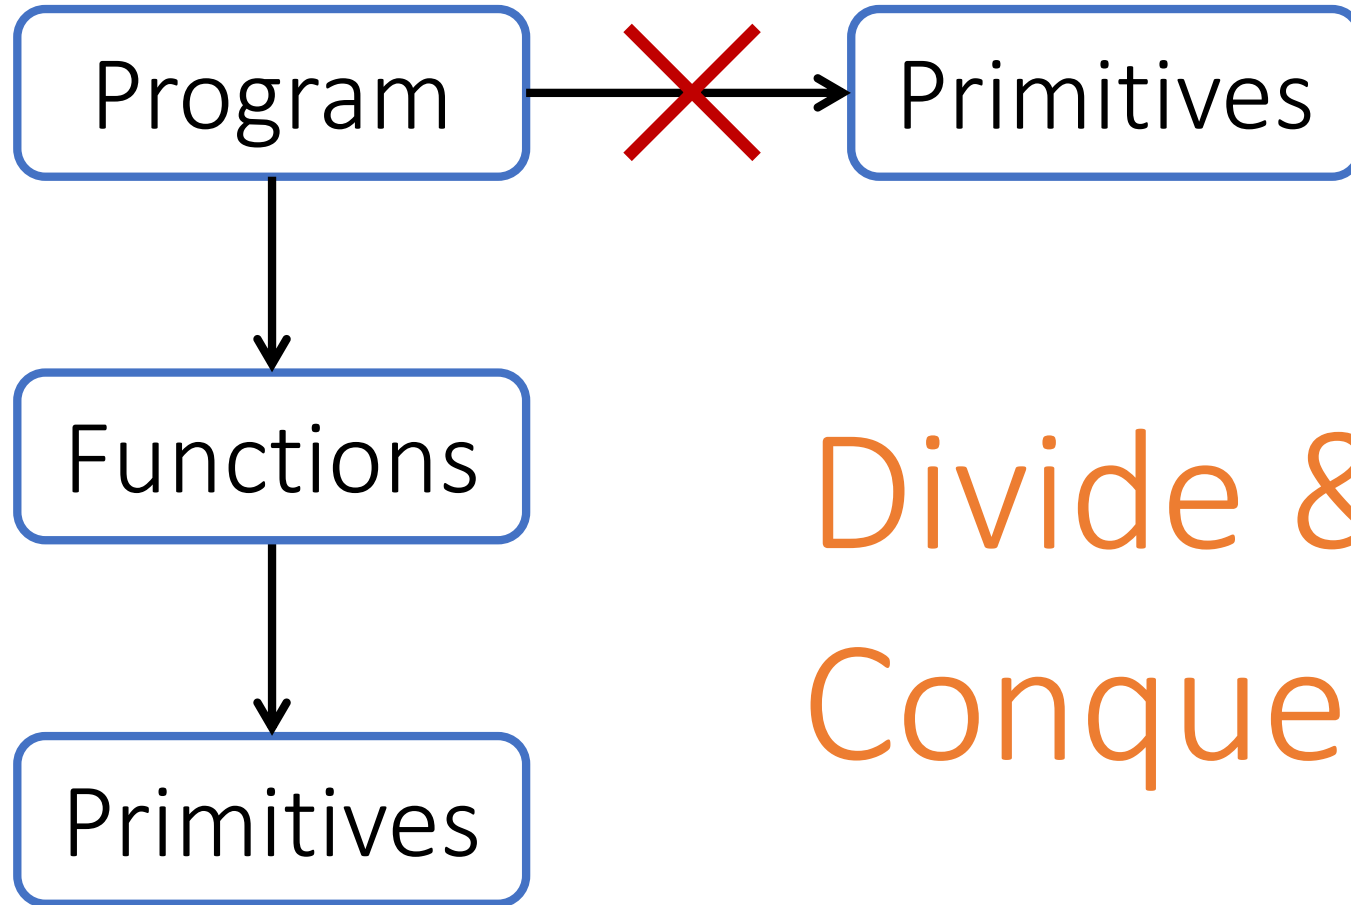 Program
Primitives
Functions
Divide &
Conque
Primitives